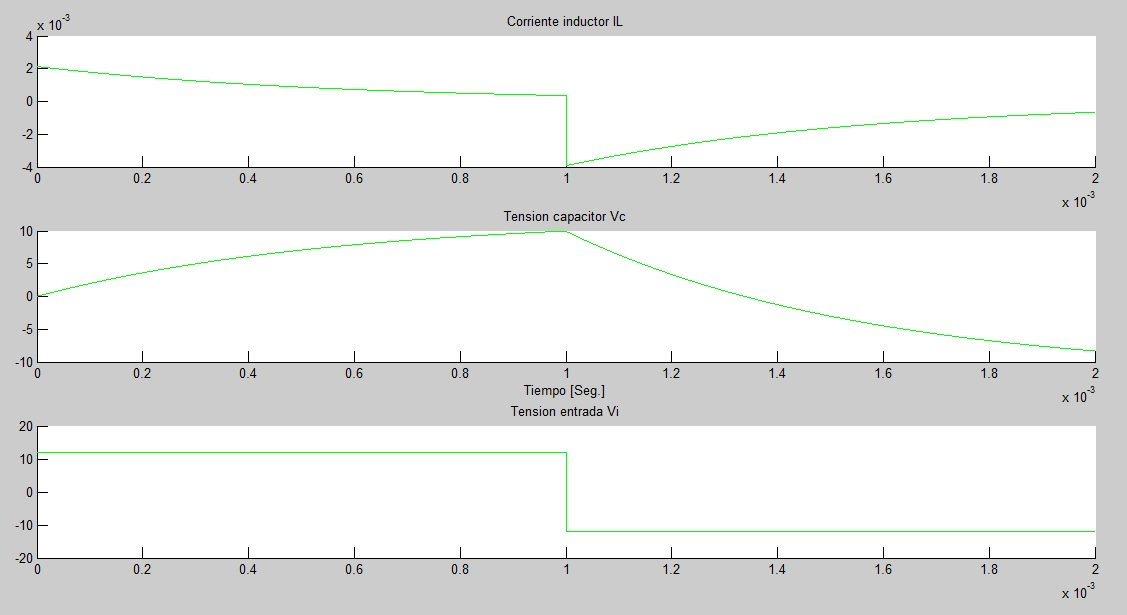 Corriente inductor IL
x 10-3
4
2
0
-2
-4
0 0.2 0.4 0.6 0.8 1 1.2 1.4 1.6 1.8 2
x 10-3
Tension capacitor Vc
10
5
0
-5
-10
0 0.2 0.4 0.6 0.8 1 1.2 1.4 1.6 1.8 2
x 10-3
Tiempo [Seg.]
Tension entrada Vi
20
10
0
-10
-20
0 0.2 0.4 0.6 0.8 1 1.2 1.4 1.6 1.8 2
x 10-3